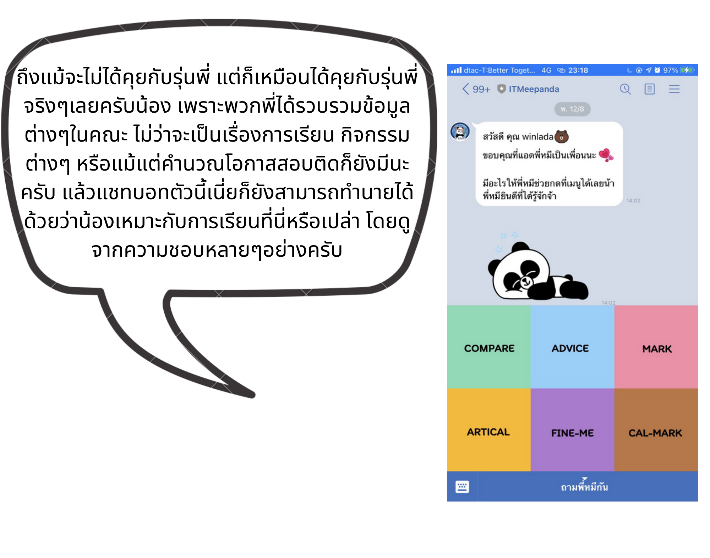 ถึงแม้จะไม่ได้คุยกับรุ่นพี่ แต่ก็เหมือนได้คุยกับรุ่นพี่
จริงๆเลยครับน้อง เพราะพวกพี่ได้รวบรวมข้อมูล
ต่างๆในคณะ ไม่ว่าจะเป็นเรื่องการเรียน กิจกรรม
ต่างๆ หรือแม้แต่คำนวณโอกาสสอบติดก็ยังมีนะ
ครับ แล้วแชทบอทตัวนี้เนี่ยก็ยังสามารถทำนายได้
ด้วยว่าน้องเหมาะกับการเรียนที่นี่หรือเปล่า โดยดู
จากความชอบหลายๆอย่างครับ
dtac-T:Better Toget... 4G 23:18 97%
99+ ITMeepanda
พ. 12/8
สวัสดี คุณ winlada
ขอบคุณที่แอดพี่หมีเป็นเพื่อนนะ
มีอะไรให้พี่หมีช่วยกดที่เมนูได้เลยน้า
พี่หมียินดีที่ได้รู้จักจ้า
14:02
14:02
COMPARE ADVICE MARK
ARTICAL FINE-ME CAL-MARK
ถามพี่หมีกัน